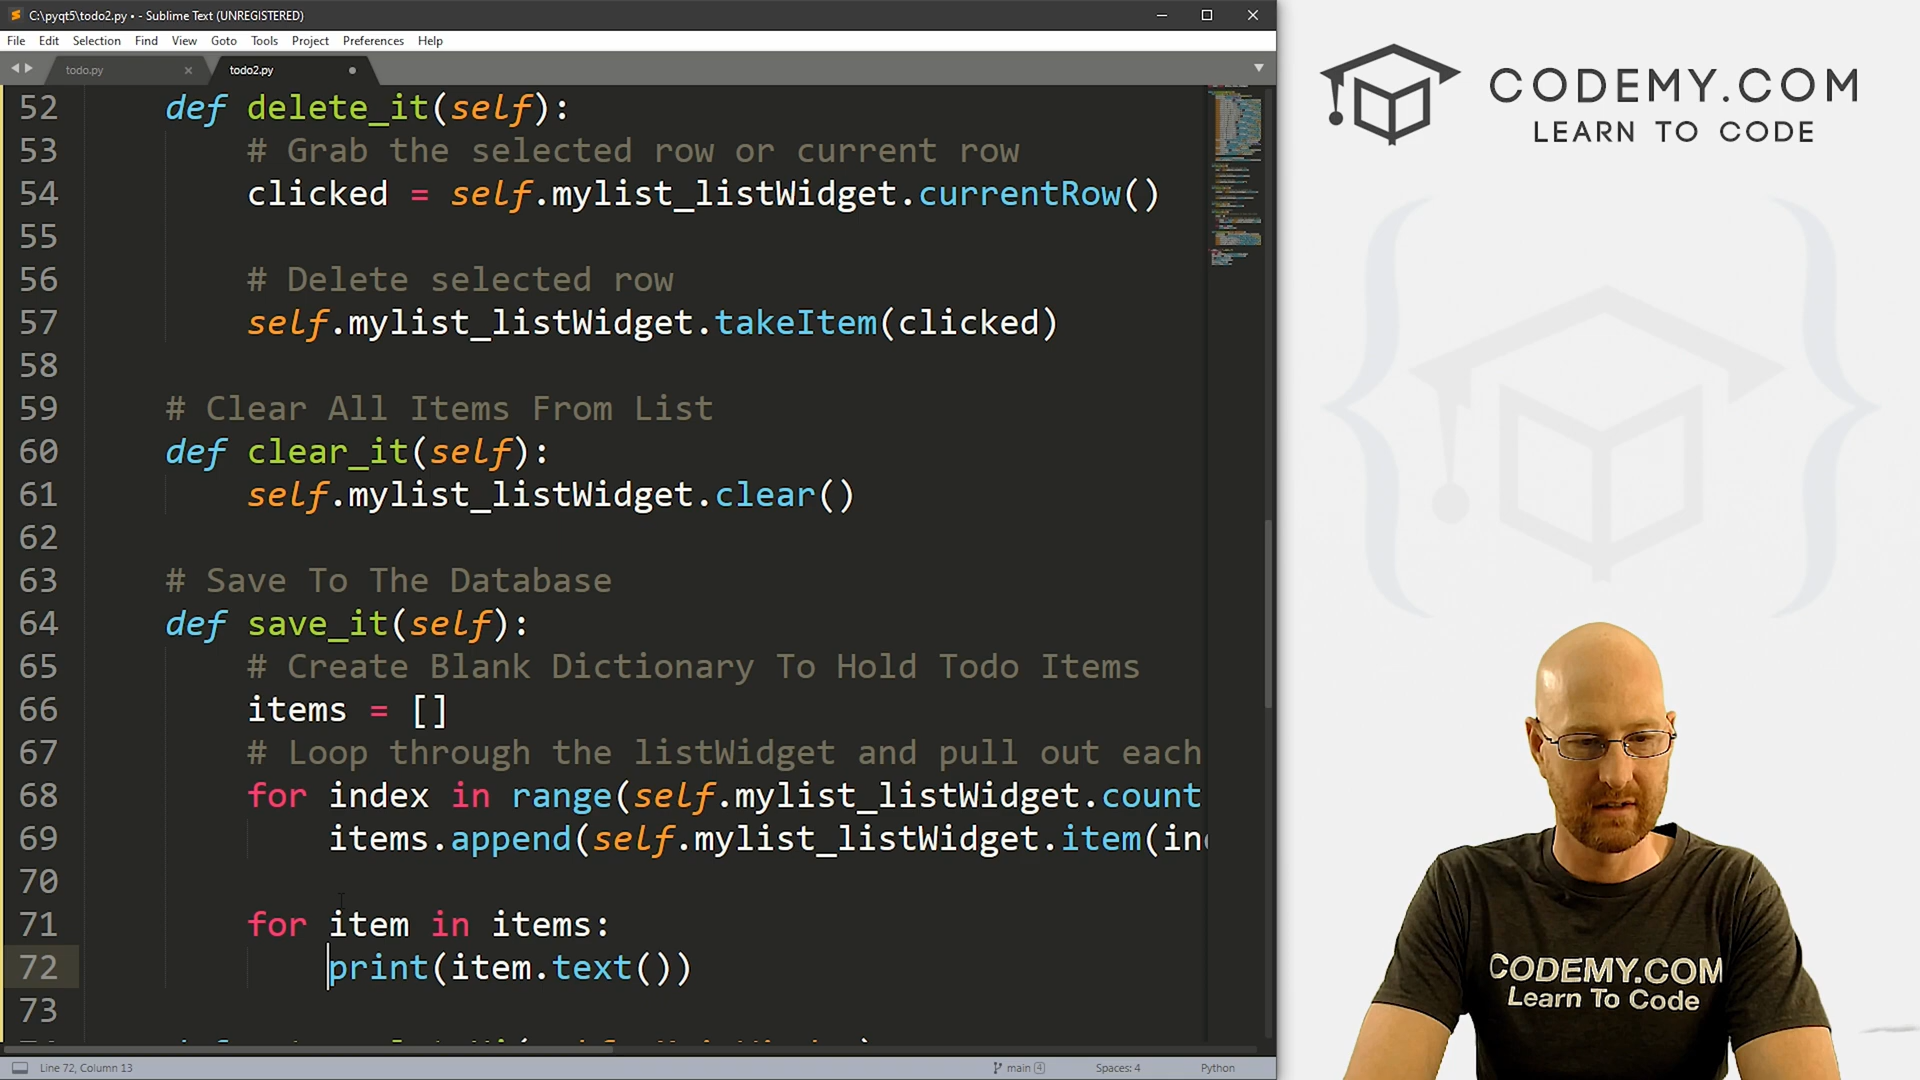 C:\pyqt5\todo2.py • - Sublime Text (UNREGISTERED)
File Edit Selection Find View Goto Tools Project Preferences Help
todo.py
todo2.py
52 def delete_it(self):
53 # Grab the selected row or current row
54 clicked = self.mylist_listWidget.currentRow()
55
56 # Delete selected row
57 self.mylist_listWidget.takeItem(clicked)
58
59 # Clear All Items From List
60 def clear_it(self):
61 self.mylist_listWidget.clear()
62
63 # Save To The Database
64 def save_it(self):
65 # Create Blank Dictionary To Hold Todo Items
66 items = []
67 # Loop through the listWidget and pull out each
68 for index in range(self.mylist_listWidget.count
69 items.append(self.mylist_listWidget.item(in
70
71 for item in items:
72 print(item.text())
73
Line 72, Column 13
main 4
Spaces: 4
Python
CODEMY.COM
LEARN TO CODE
CODEMY.COM
Learn To Code